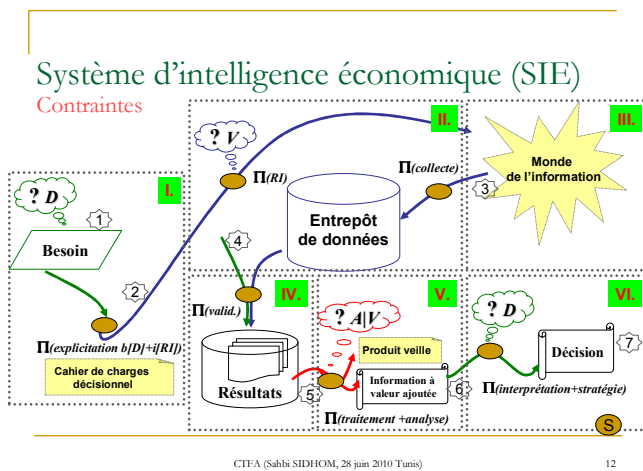 Système d'intelligence économique (SIE)
Contraintes
I.
? D
1
Besoin
2
Π(explicitation b[D]+i[RI])
Cahier de charges
décisionnel
II.
? V
Π(RI)
Π(collecte)
Entrepôt
de données
4
III.
Monde
de l'information
3
IV.
Π(valid.)
Résultats
5
V.
? A|V
Produit veille
Information à
valeur ajoutée
Π(traitement +analyse)
6
VI.
? D
Décision
7
Π(interprétation+stratégie)
S
CTFA (Sahbi SIDHOM, 28 juin 2010 Tunis)
12